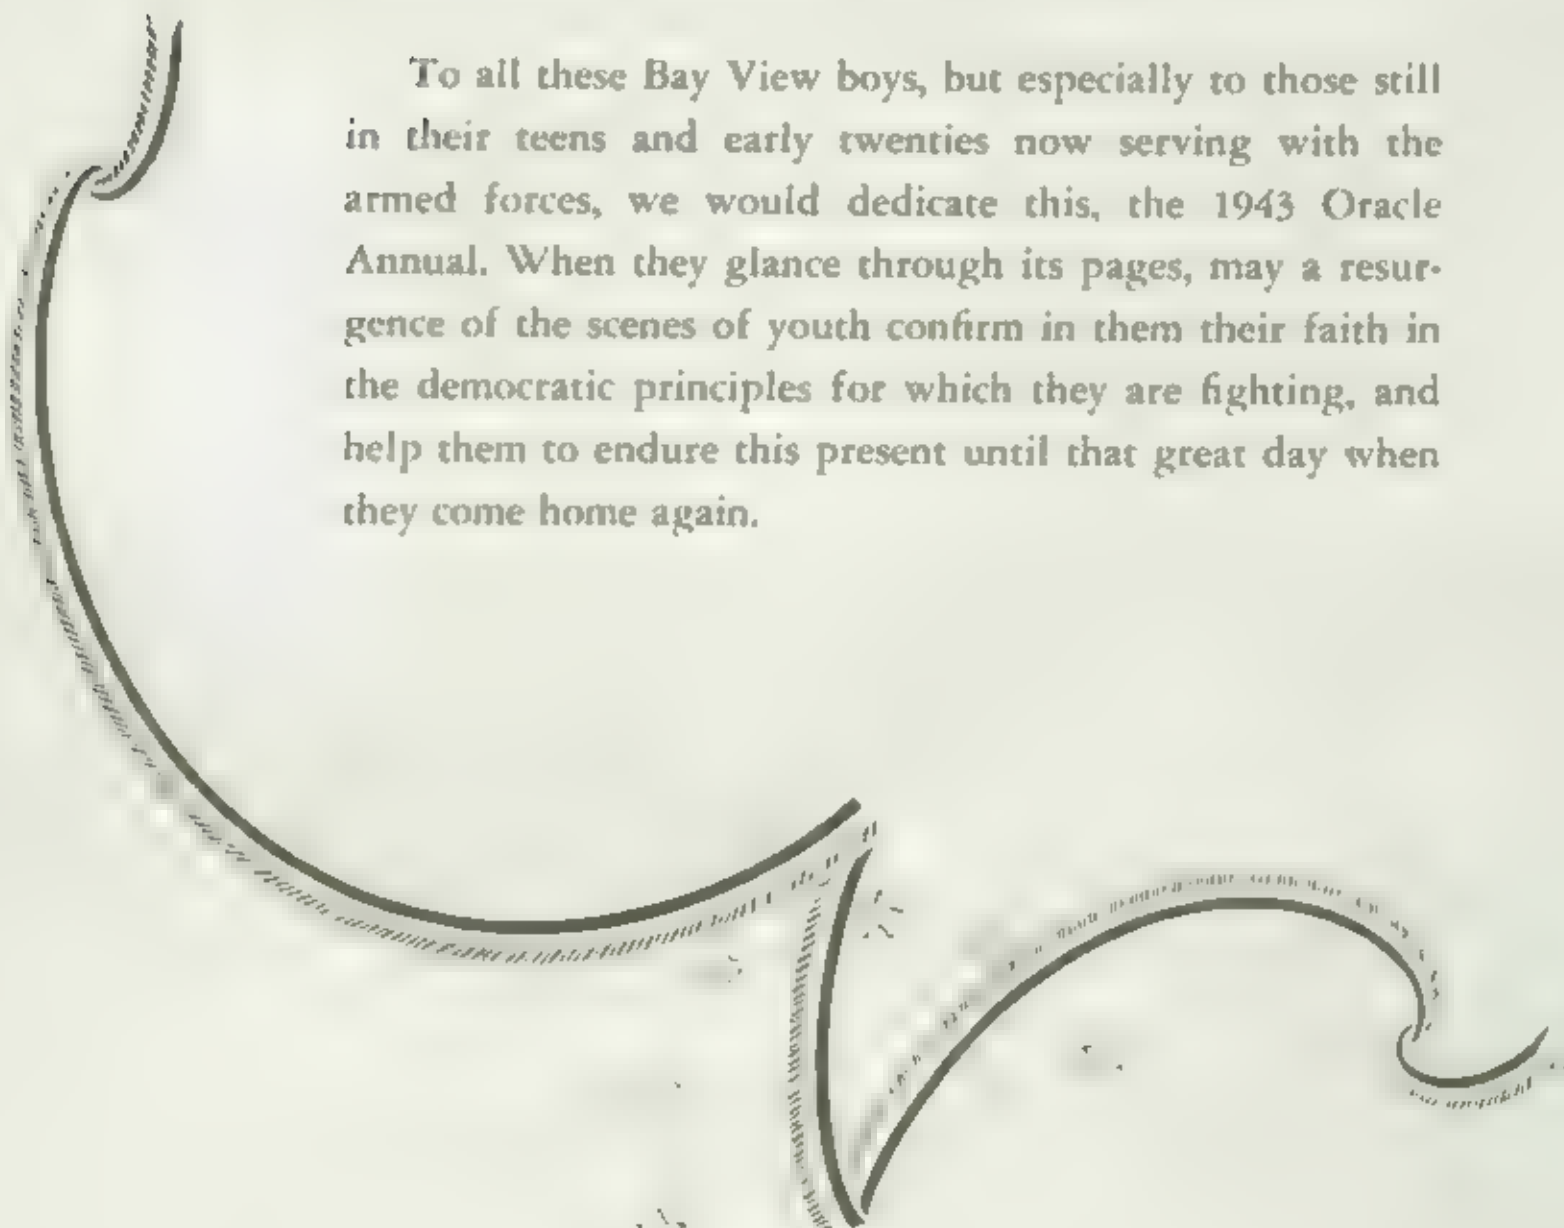 To all these Bay View boys, but especially to those still
in their teens and early twenties now serving with the
armed forces, we would dedicate this, the 1943 Oracle
Annual. When they glance through its pages, may a resur-
gence of the scenes of youth confirm in them their faith in
the democratic principles for which they are fighting, and
help them to endure this present until that great day when
they come home again.